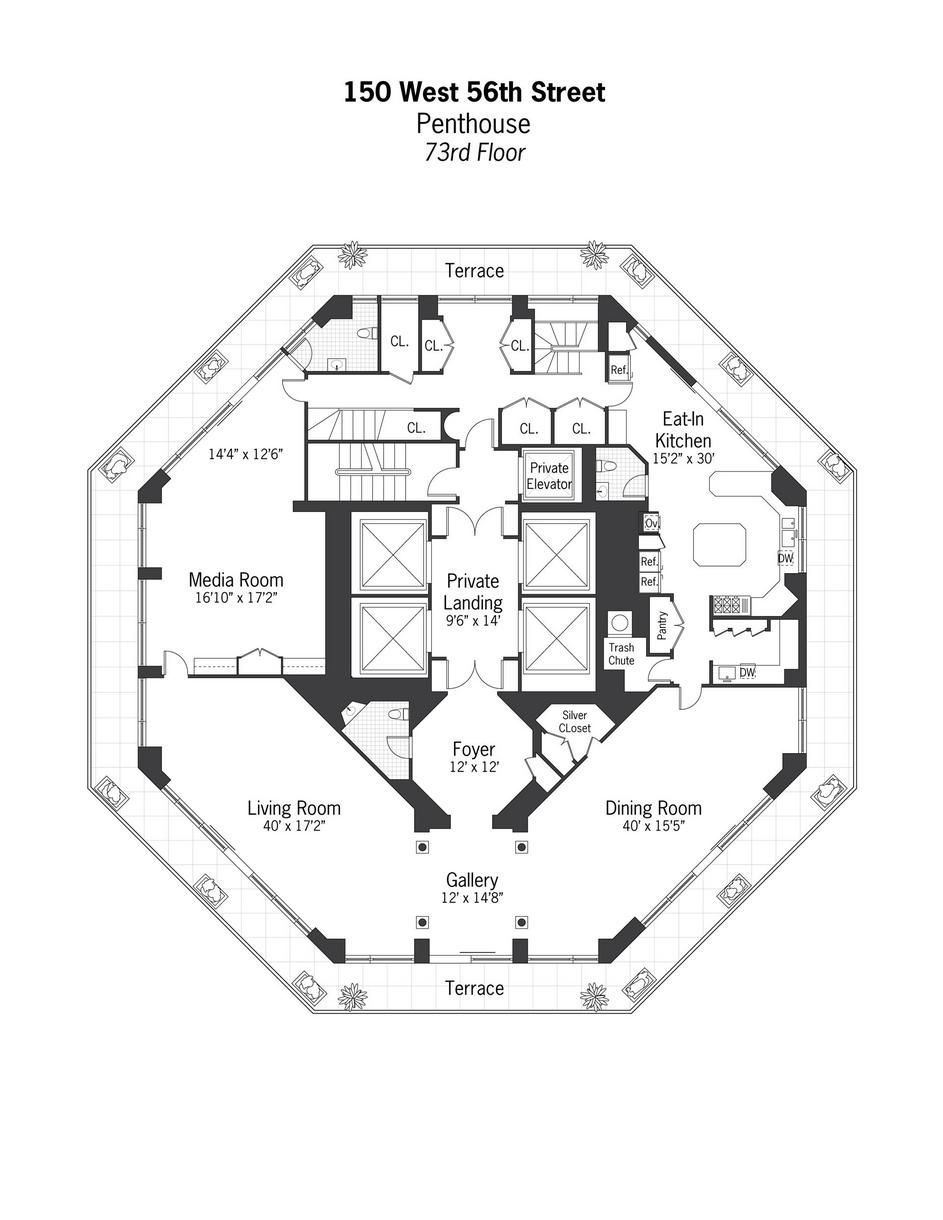 150 West 56th Street
Penthouse
73rd Floor
Terrace
CL.
CL.
CL.
Ref.
CL.
CL.
CL.
Eat-In
Kitchen
15'2" x 30'
14'4" x 12'6"
Private
Elevator
Ov
DW
Ref.
Ref.
Media Room
16'10" x 17'2"
Private
Landing
9'6" x 14'
Pantry
Trash
Chute
DW
Silver
CLoset
Foyer
12' x 12'
Living Room
40' x 17'2"
Dining Room
40' x 15'5"
Gallery
12' x 14'8"
Terrace